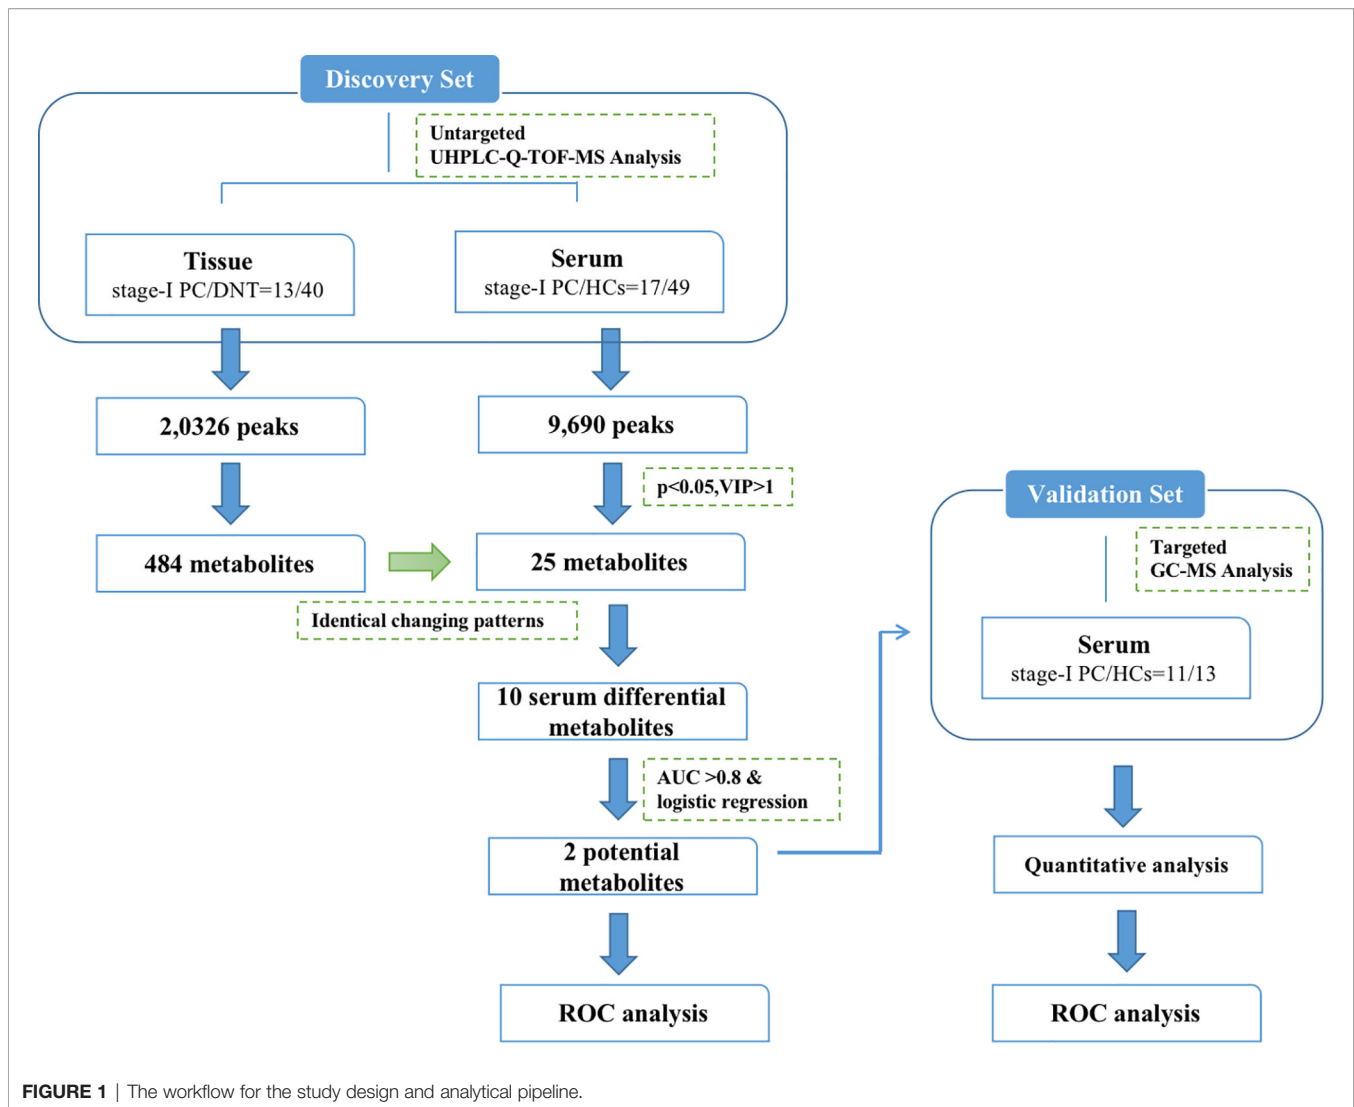 Discovery Set
Untargeted
UHPLC-Q-TOF-MS Analysis
Tissue
stage-I PC/DNT=13/40
Serum
stage-I PC/HCs=17/49
2,0326 peaks
9,690 peaks
p<0.05,VIP>1
484 metabolites
25 metabolites
Identical changing patterns
10 serum differential
metabolites
AUC >0.8 &
logistic regression
2 potential
metabolites
ROC analysis
Validation Set
Targeted
GC-MS Analysis
Serum
stage-I PC/HCs=11/13
Quantitative analysis
ROC analysis
FIGURE 1 | The workflow for the study design and analytical pipeline.